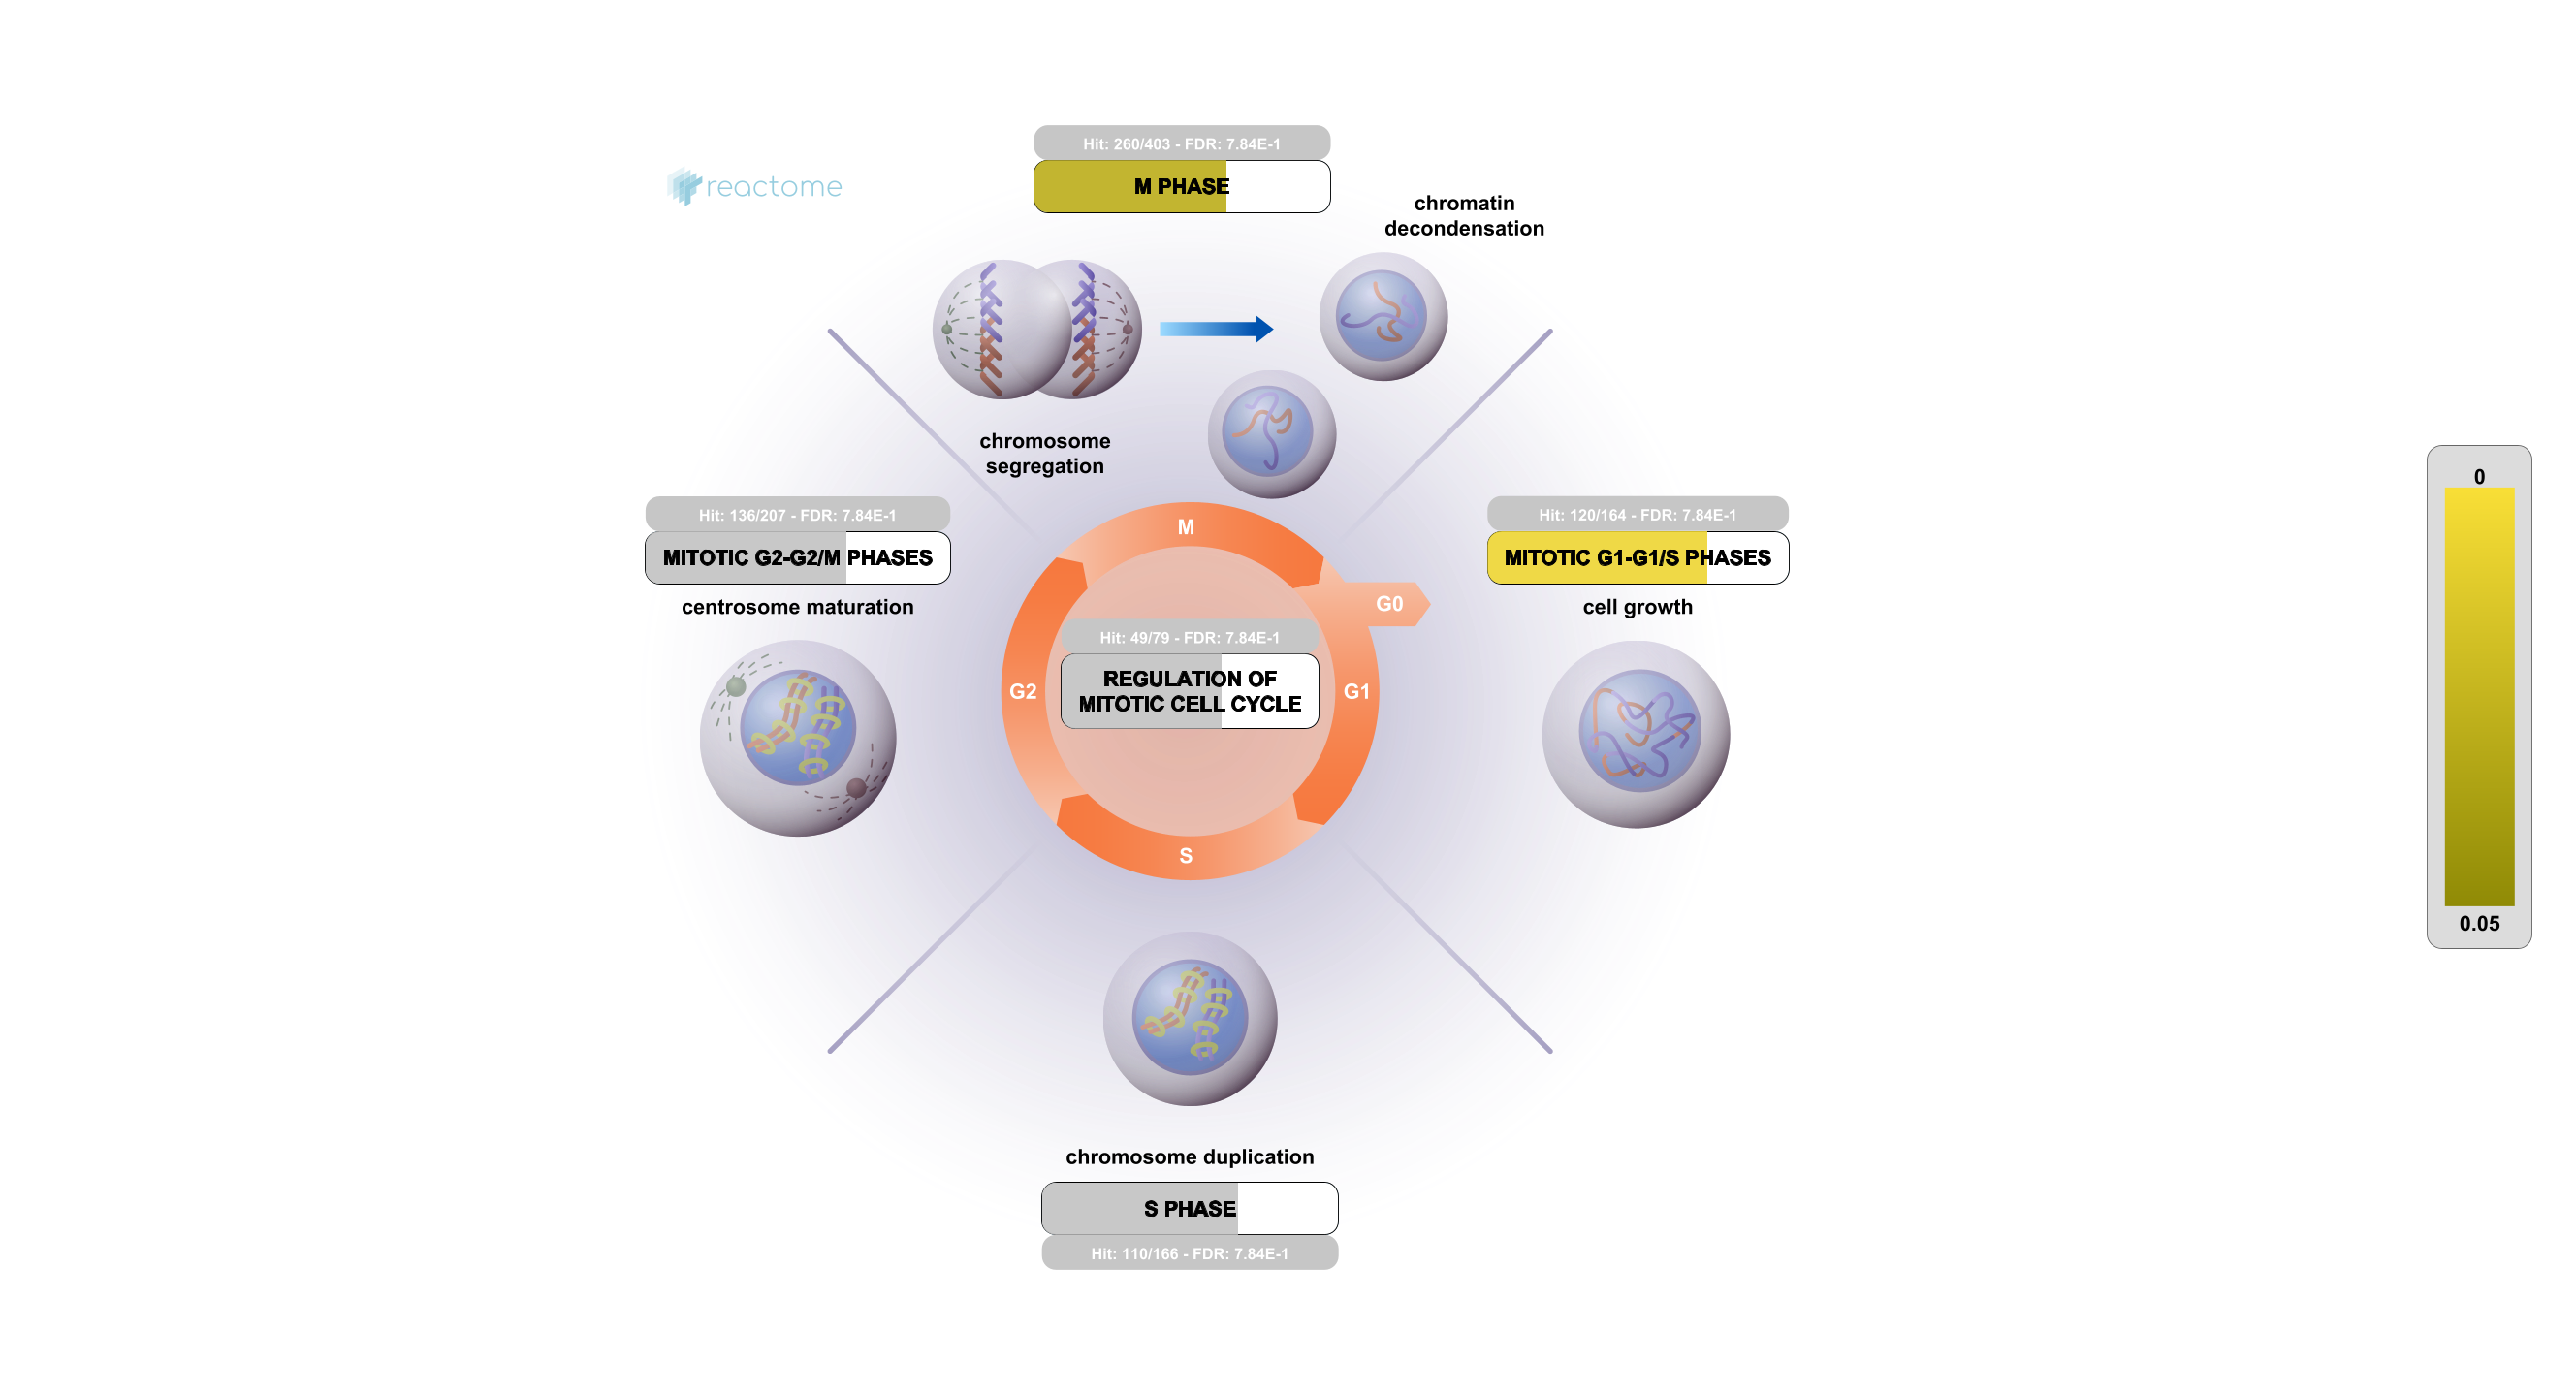 Hit: 260/403 - FDR: 7.84E-1
M PHASE
reactome
chromatin
decondensation
chromosome
segregation
Hit: 136/207 - FDR: 7.84E-1
MITOTIC G2-G2/M PHASES
centrosome maturation
Hit: 120/164 - FDR: 7.84E-1
MITOTIC G1-G1/S PHASES
cell growth
M
G0
Hit: 49/79 - FDR: 7.84E-1
REGULATION OF
MITOTIC CELL CYCLE
G2
G1
S
chromosome duplication
S PHASE
Hit: 110/166 - FDR: 7.84E-1
0
0.05